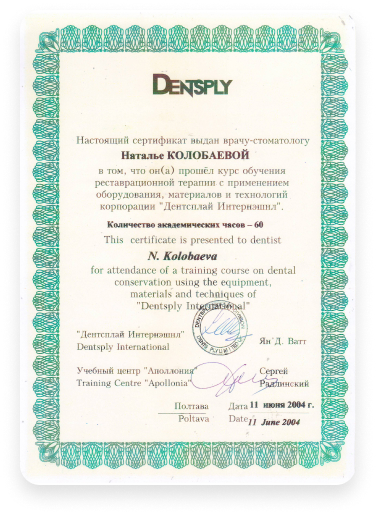 DENTSPLY
Настоящий сертификат выдан врачу-стоматологу
Наталье КОЛОБАЕВОЙ
в том, что он(а) прошёл курс обучения
реставрационной терапии с применением
оборудования, материалов и технологий
корпорации "Дентсплай Интернэшнл".
Количество академических часов – 60
This certificate is presented to dentist
N. Kolobaeva
for attendance of a training course on dental
conservation using the equipment,
materials and techniques of
"Dentsply International"
"Дентсплай Интернэшнл"
Dentsply International
Ян Д. Ватт
Учебный центр "Аполлония"
Training Centre "Apollonia"
Сергей
Радлинский
Полтава Дата 11 июня 2004 г.
Poltava Date 11 June 2004